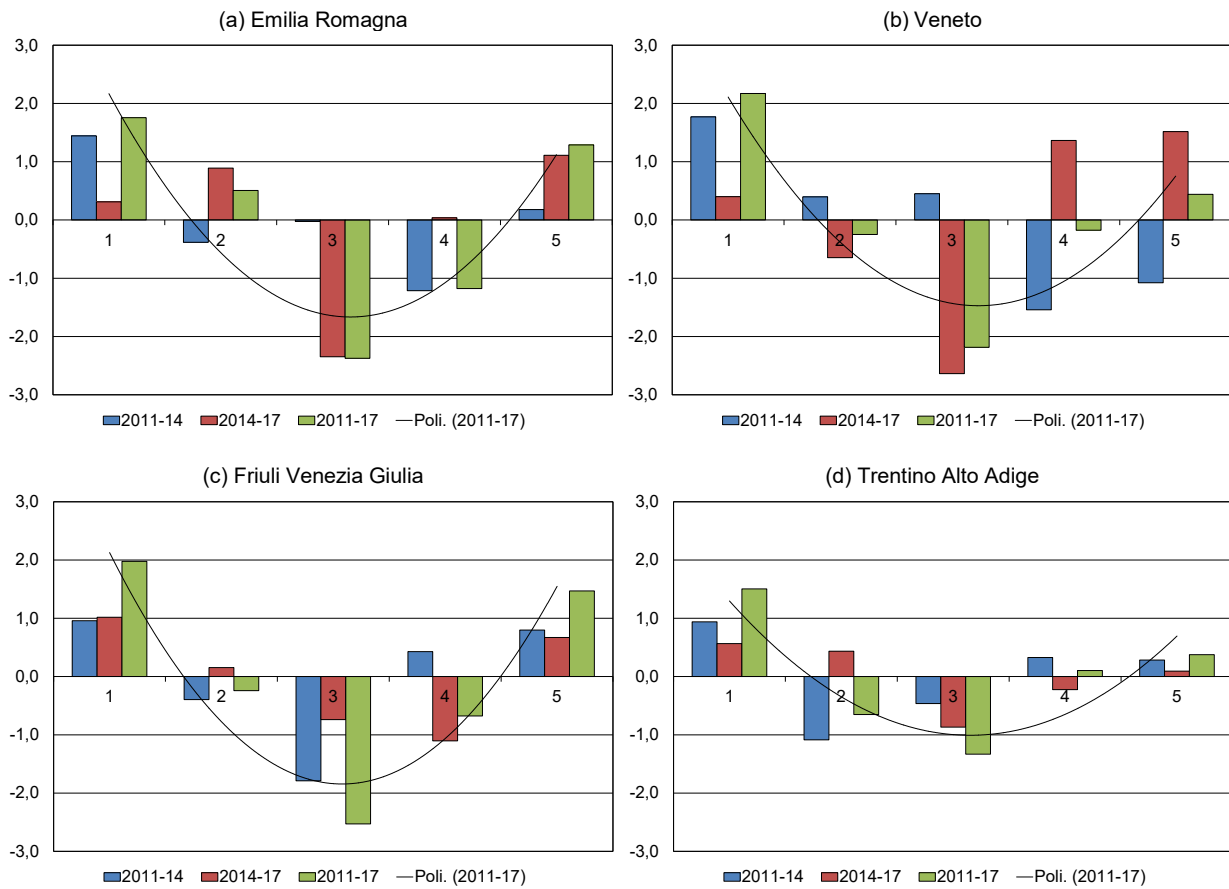 (a) Emilia Romagna
3,0
2,0
1,0
0,0
-1,0
-2,0
-3,0
1 2 3 4 5
2011-14 2014-17 2011-17 Poli. (2011-17)
(b) Veneto
3,0
2,0
1,0
0,0
-1,0
-2,0
-3,0
1 2 3 4 5
2011-14 2014-17 2011-17 Poli. (2011-17)
(c) Friuli Venezia Giulia
3,0
2,0
1,0
0,0
-1,0
-2,0
-3,0
1 2 3 4 5
2011-14 2014-17 2011-17 Poli. (2011-17)
(d) Trentino Alto Adige
3,0
2,0
1,0
0,0
-1,0
-2,0
-3,0
1 2 3 4 5
2011-14 2014-17 2011-17 Poli. (2011-17)